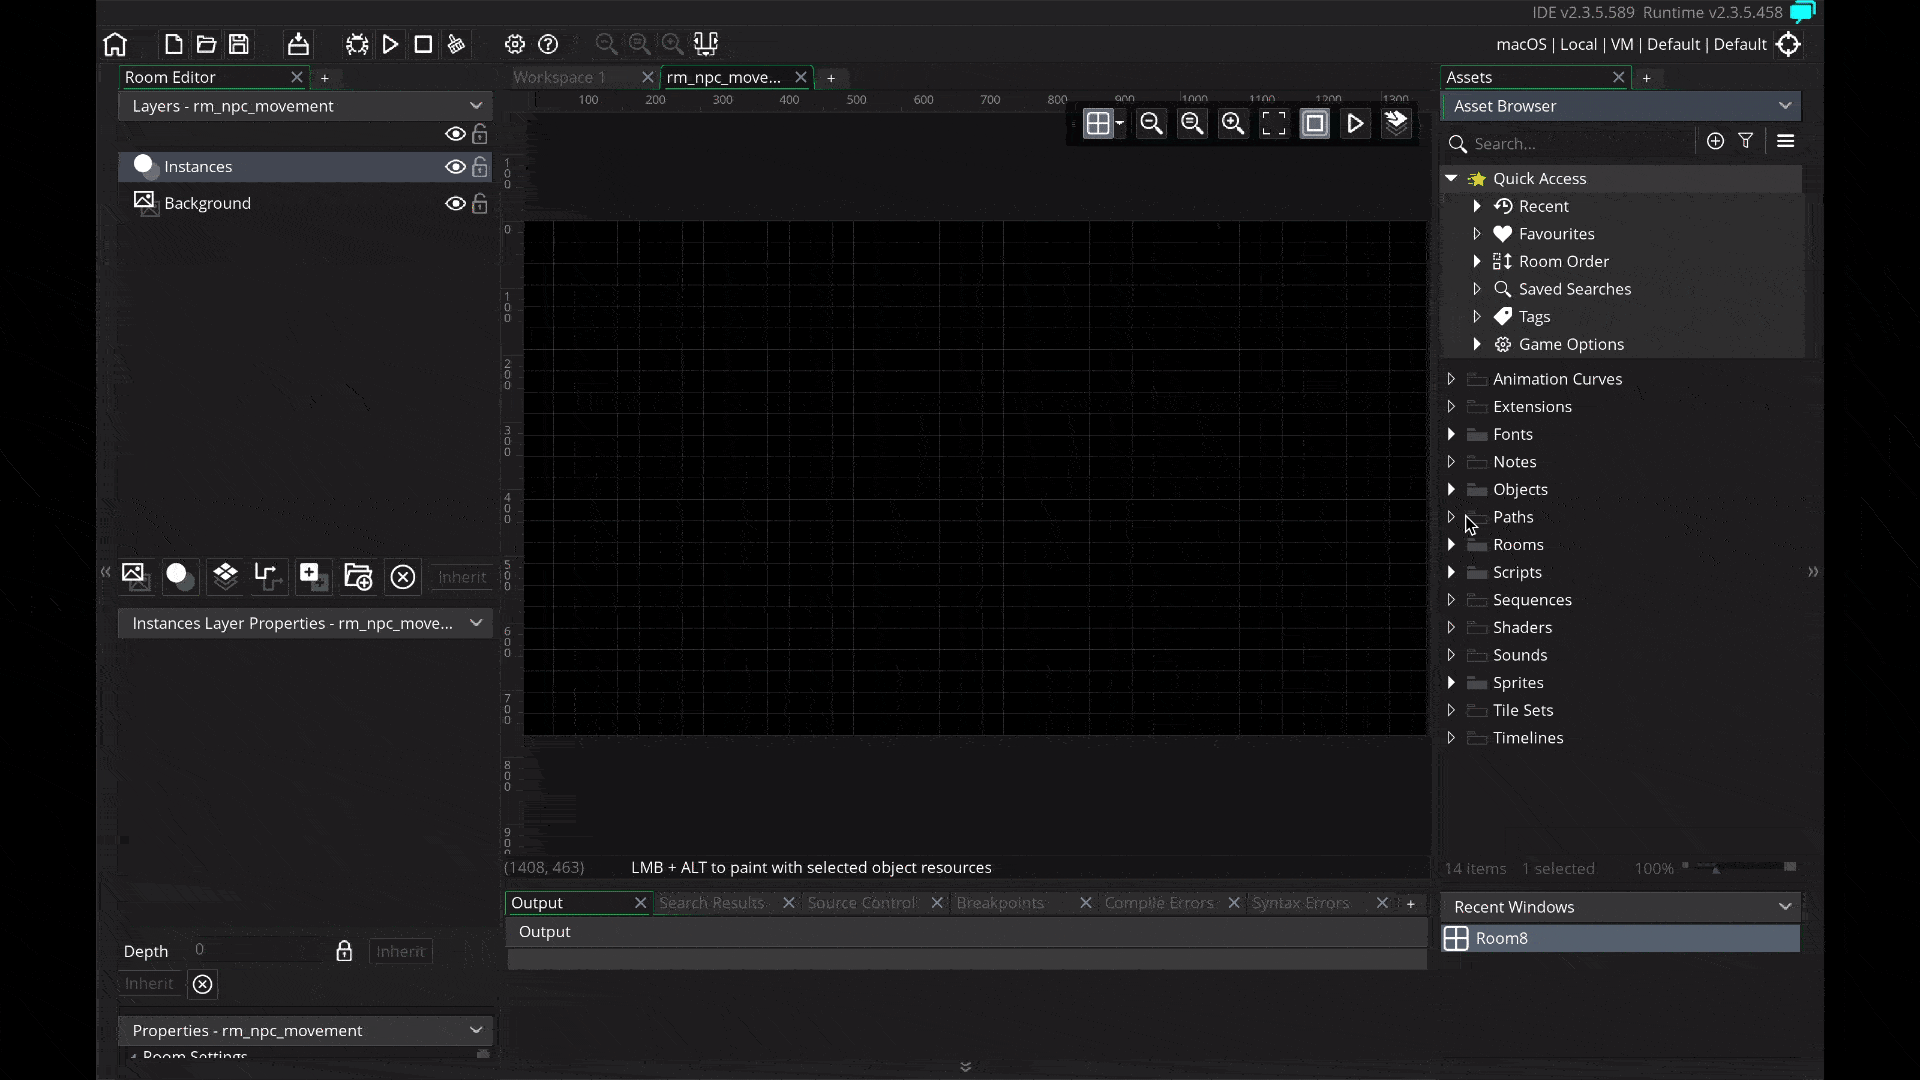 IDE v2.3.5.589 Runtime v2.3.5.458
macOS | Local | VM | Default | Default
Room Editor
Workspace 1
rm_npc_move...
Assets
Layers - rm_npc_movement
Instances
Background
Inherit
Instances Layer Properties - rm_npc_move...
Depth 0 Inherit
Inherit
Properties - rm_npc_movement
Room Settings
100 200 300 400 500 600 700 800 900 1000 1100 1200 1300
100
0
100
200
300
400
500
600
700
800
900
(1408, 463) LMB + ALT to paint with selected object resources
Output Search Results Source Control Breakpoints Compile Errors Syntax Errors
Output
Asset Browser
Search...
Quick Access
Recent
Favourites
Room Order
Saved Searches
Tags
Game Options
Animation Curves
Extensions
Fonts
Notes
Objects
Paths
Rooms
Scripts
Sequences
Shaders
Sounds
Sprites
Tile Sets
Timelines
14 items 1 selected 100%
Recent Windows
Room8